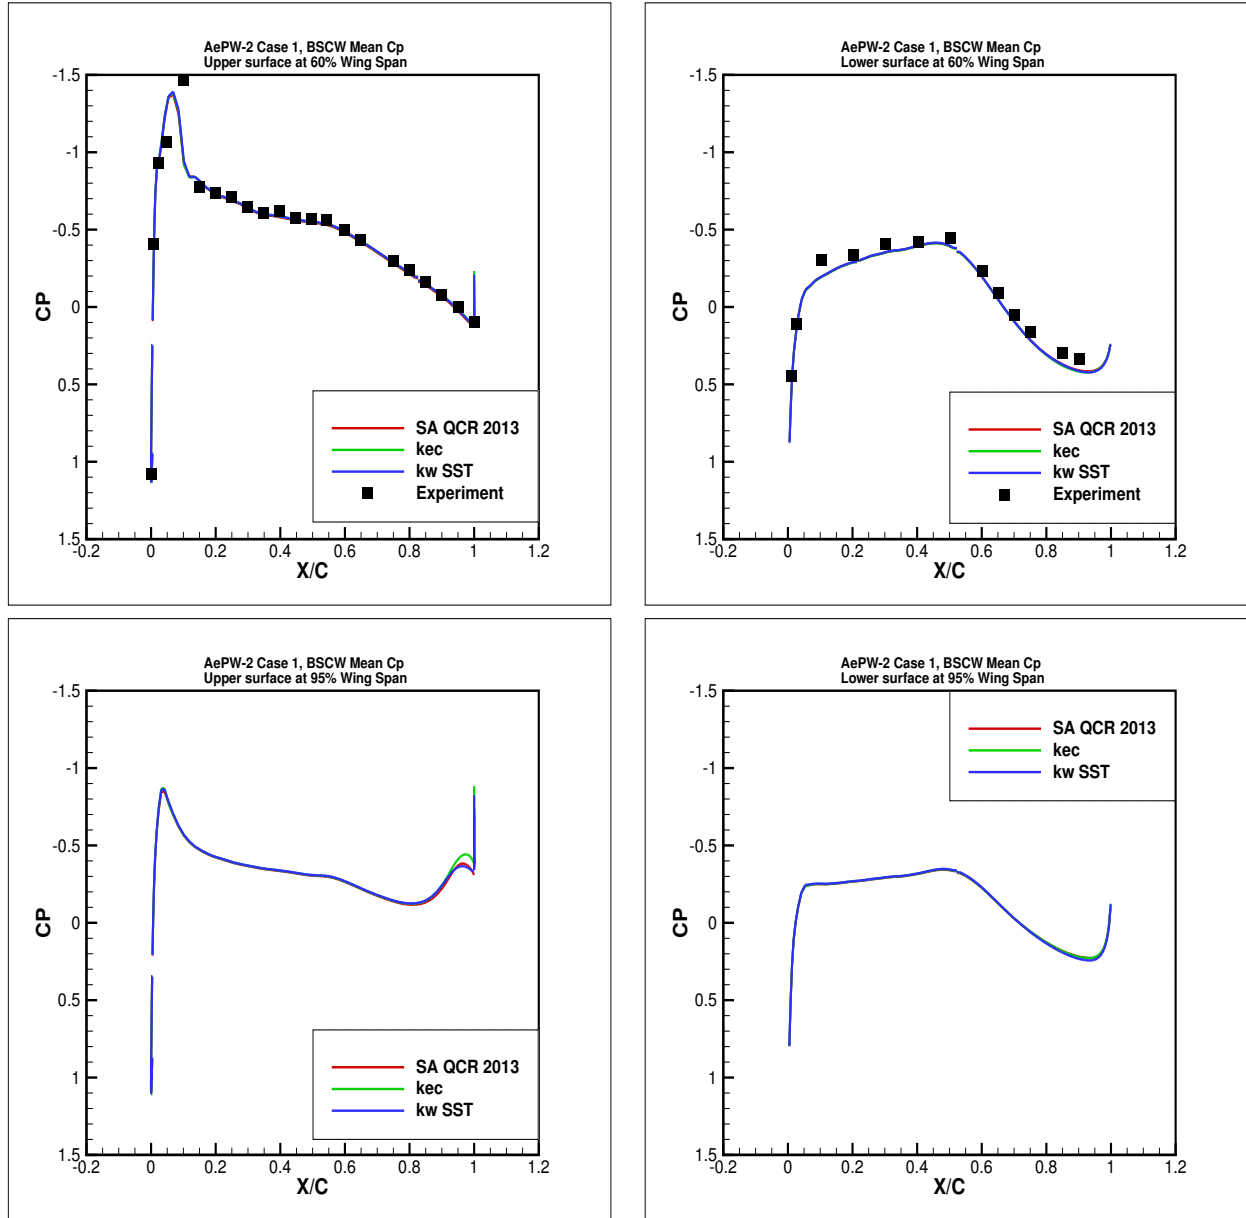 AePW-2 Case 1, BSCW Mean Cp
Upper surface at 60% Wing Span
-1.5
-1
-0.5
0
0.5
1
1.5
CP
-0.2 0 0.2 0.4 0.6 0.8 1 1.2
X/C
SA QCR 2013
kec
kw SST
Experiment
AePW-2 Case 1, BSCW Mean Cp
Lower surface at 60% Wing Span
-1.5
-1
-0.5
0
0.5
1
1.5
CP
-0.2 0 0.2 0.4 0.6 0.8 1 1.2
X/C
SA QCR 2013
kec
kw SST
Experiment
AePW-2 Case 1, BSCW Mean Cp
Upper surface at 95% Wing Span
-1.5
-1
-0.5
0
0.5
1
1.5
CP
-0.2 0 0.2 0.4 0.6 0.8 1 1.2
X/C
SA QCR 2013
kec
kw SST
AePW-2 Case 1, BSCW Mean Cp
Lower surface at 95% Wing Span
-1.5
-1
-0.5
0
0.5
1
1.5
CP
-0.2 0 0.2 0.4 0.6 0.8 1 1.2
X/C
SA QCR 2013
kec
kw SST